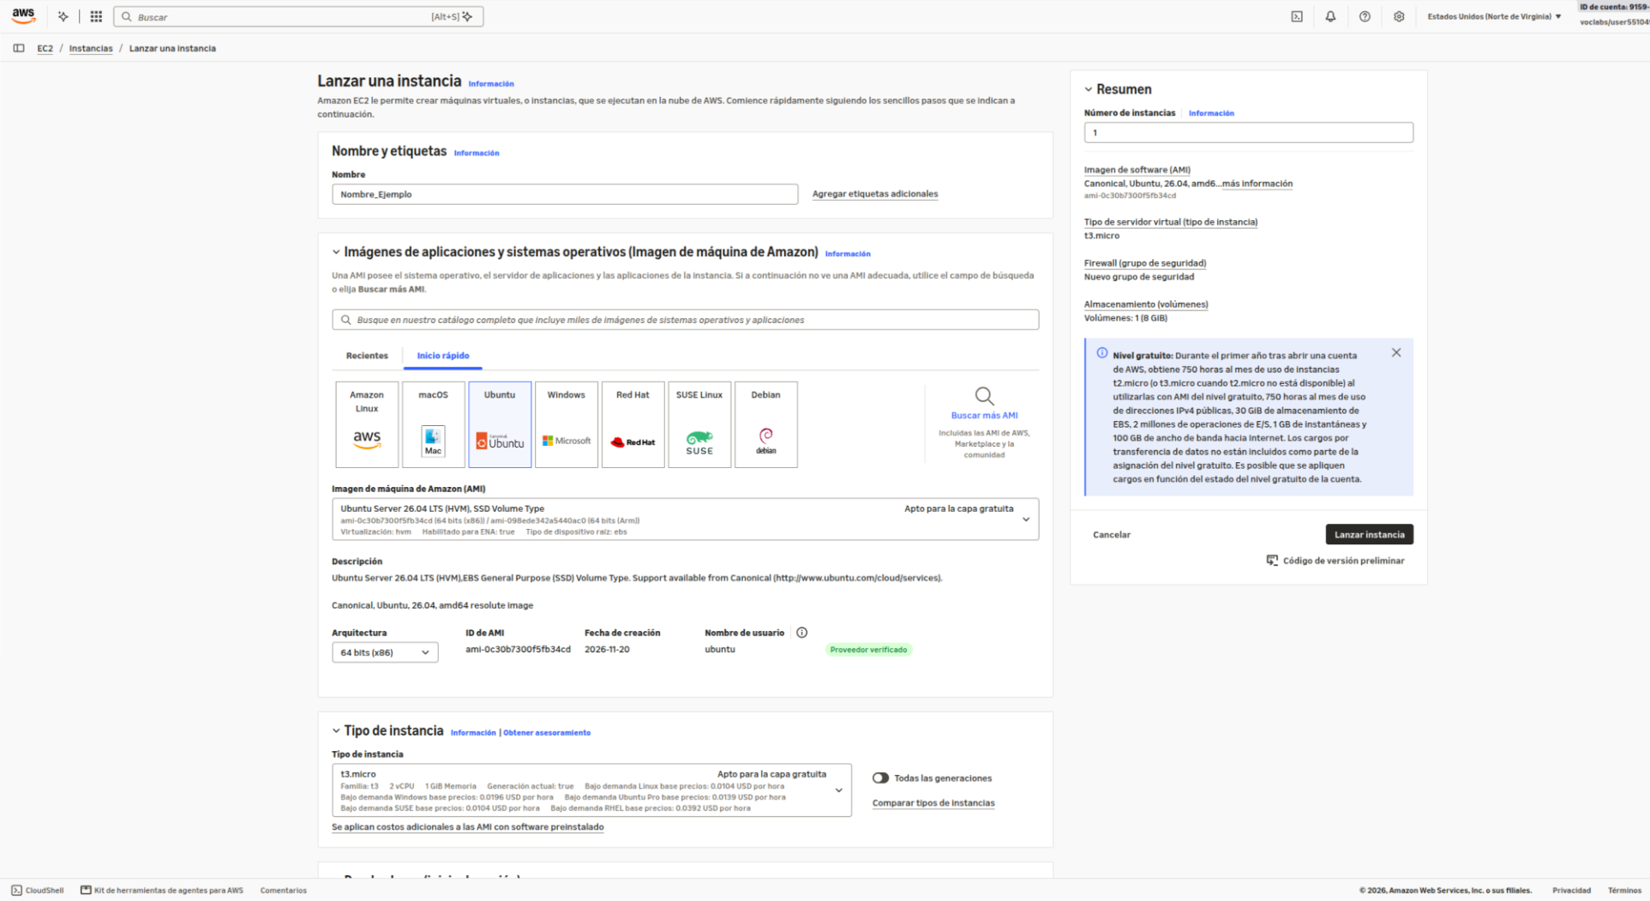 aws
Buscar
[Alt+S]
Estados Unidos (Norte de Virginia)
ID de cuenta: 9159-
voclabs/user55104
EC2 / Instancias / Lanzar una instancia
Lanzar una instancia Información
Amazon EC2 le permite crear máquinas virtuales, o instancias, que se ejecutan en la nube de AWS. Comience rápidamente siguiendo los sencillos pasos que se indican a
continuación.
Nombre y etiquetas Información
Nombre
Nombre_Ejemplo
Agregar etiquetas adicionales
Imágenes de aplicaciones y sistemas operativos (Imagen de máquina de Amazon) Información
Una AMI posee el sistema operativo, el servidor de aplicaciones y las aplicaciones de la instancia. Si a continuación no ve una AMI adecuada, utilice el campo de búsqueda
o elija Buscar más AMI.
Busque en nuestro catálogo completo que incluye miles de imágenes de sistemas operativos y aplicaciones
Recientes
Inicio rápido
Amazon
Linux
aws
macOS
Mac
Ubuntu
Ubuntu
Windows
Microsoft
Red Hat
Red Hat
SUSE Linux
SUSE
Debian
debian
Buscar más AMI
Incluidas las AMI de AWS,
Marketplace y la
comunidad
Imagen de máquina de Amazon (AMI)
Ubuntu Server 26.04 LTS (HVM), SSD Volume Type
Apto para la capa gratuita
ami-0c30b7300f5fb34cd (64 bits (x86)) / ami-098ede342a5440ac0 (64 bits (Arm))
Virtualización: hvm Habilitado para ENA: true Tipo de dispositivo raíz: ebs
Descripción
Ubuntu Server 26.04 LTS (HVM),EBS General Purpose (SSD) Volume Type. Support available from Canonical (http://www.ubuntu.com/cloud/services).
Canonical, Ubuntu, 26.04, amd64 resolute image
Arquitectura
64 bits (x86)
ID de AMI
ami-0c30b7300f5fb34cd
Fecha de creación
2026-11-20
Nombre de usuario
ubuntu
Proveedor verificado
Tipo de instancia Información | Obtener asesoramiento
Tipo de instancia
t3.micro
Apto para la capa gratuita
Familia: t3 2 vCPU 1 GiB Memoria Generación actual: true Bajo demanda Linux base precios: 0.0104 USD por hora
Bajo demanda Windows base precios: 0.0196 USD por hora Bajo demanda Ubuntu Pro base precios: 0.0139 USD por hora
Bajo demanda SUSE base precios: 0.0104 USD por hora Bajo demanda RHEL base precios: 0.0392 USD por hora
Todas las generaciones
Comparar tipos de instancias
Se aplican costos adicionales a las AMI con software preinstalado
Resumen
Número de instancias Información
1
Imagen de software (AMI)
Canonical, Ubuntu, 26.04, amd6...más información
ami-0c30b7300f5fb34cd
Tipo de servidor virtual (tipo de instancia)
t3.micro
Firewall (grupo de seguridad)
Nuevo grupo de seguridad
Almacenamiento (volúmenes)
Volúmenes: 1 (8 GiB)
Nivel gratuito: Durante el primer año tras abrir una cuenta
de AWS, obtiene 750 horas al mes de uso de instancias
t2.micro (o t3.micro cuando t2.micro no está disponible) al
utilizarlas con AMI del nivel gratuito, 750 horas al mes de uso
de direcciones IPv4 públicas, 30 GiB de almacenamiento de
EBS, 2 millones de operaciones de E/S, 1 GB de instantáneas y
100 GB de ancho de banda hacia Internet. Los cargos por
transferencia de datos no están incluidos como parte de la
asignación del nivel gratuito. Es posible que se apliquen
cargos en función del estado del nivel gratuito de la cuenta.
Cancelar
Lanzar instancia
Código de versión preliminar
CloudShell
Kit de herramientas de agentes para AWS
Comentarios
© 2026, Amazon Web Services, Inc. o sus filiales.
Privacidad
Términos